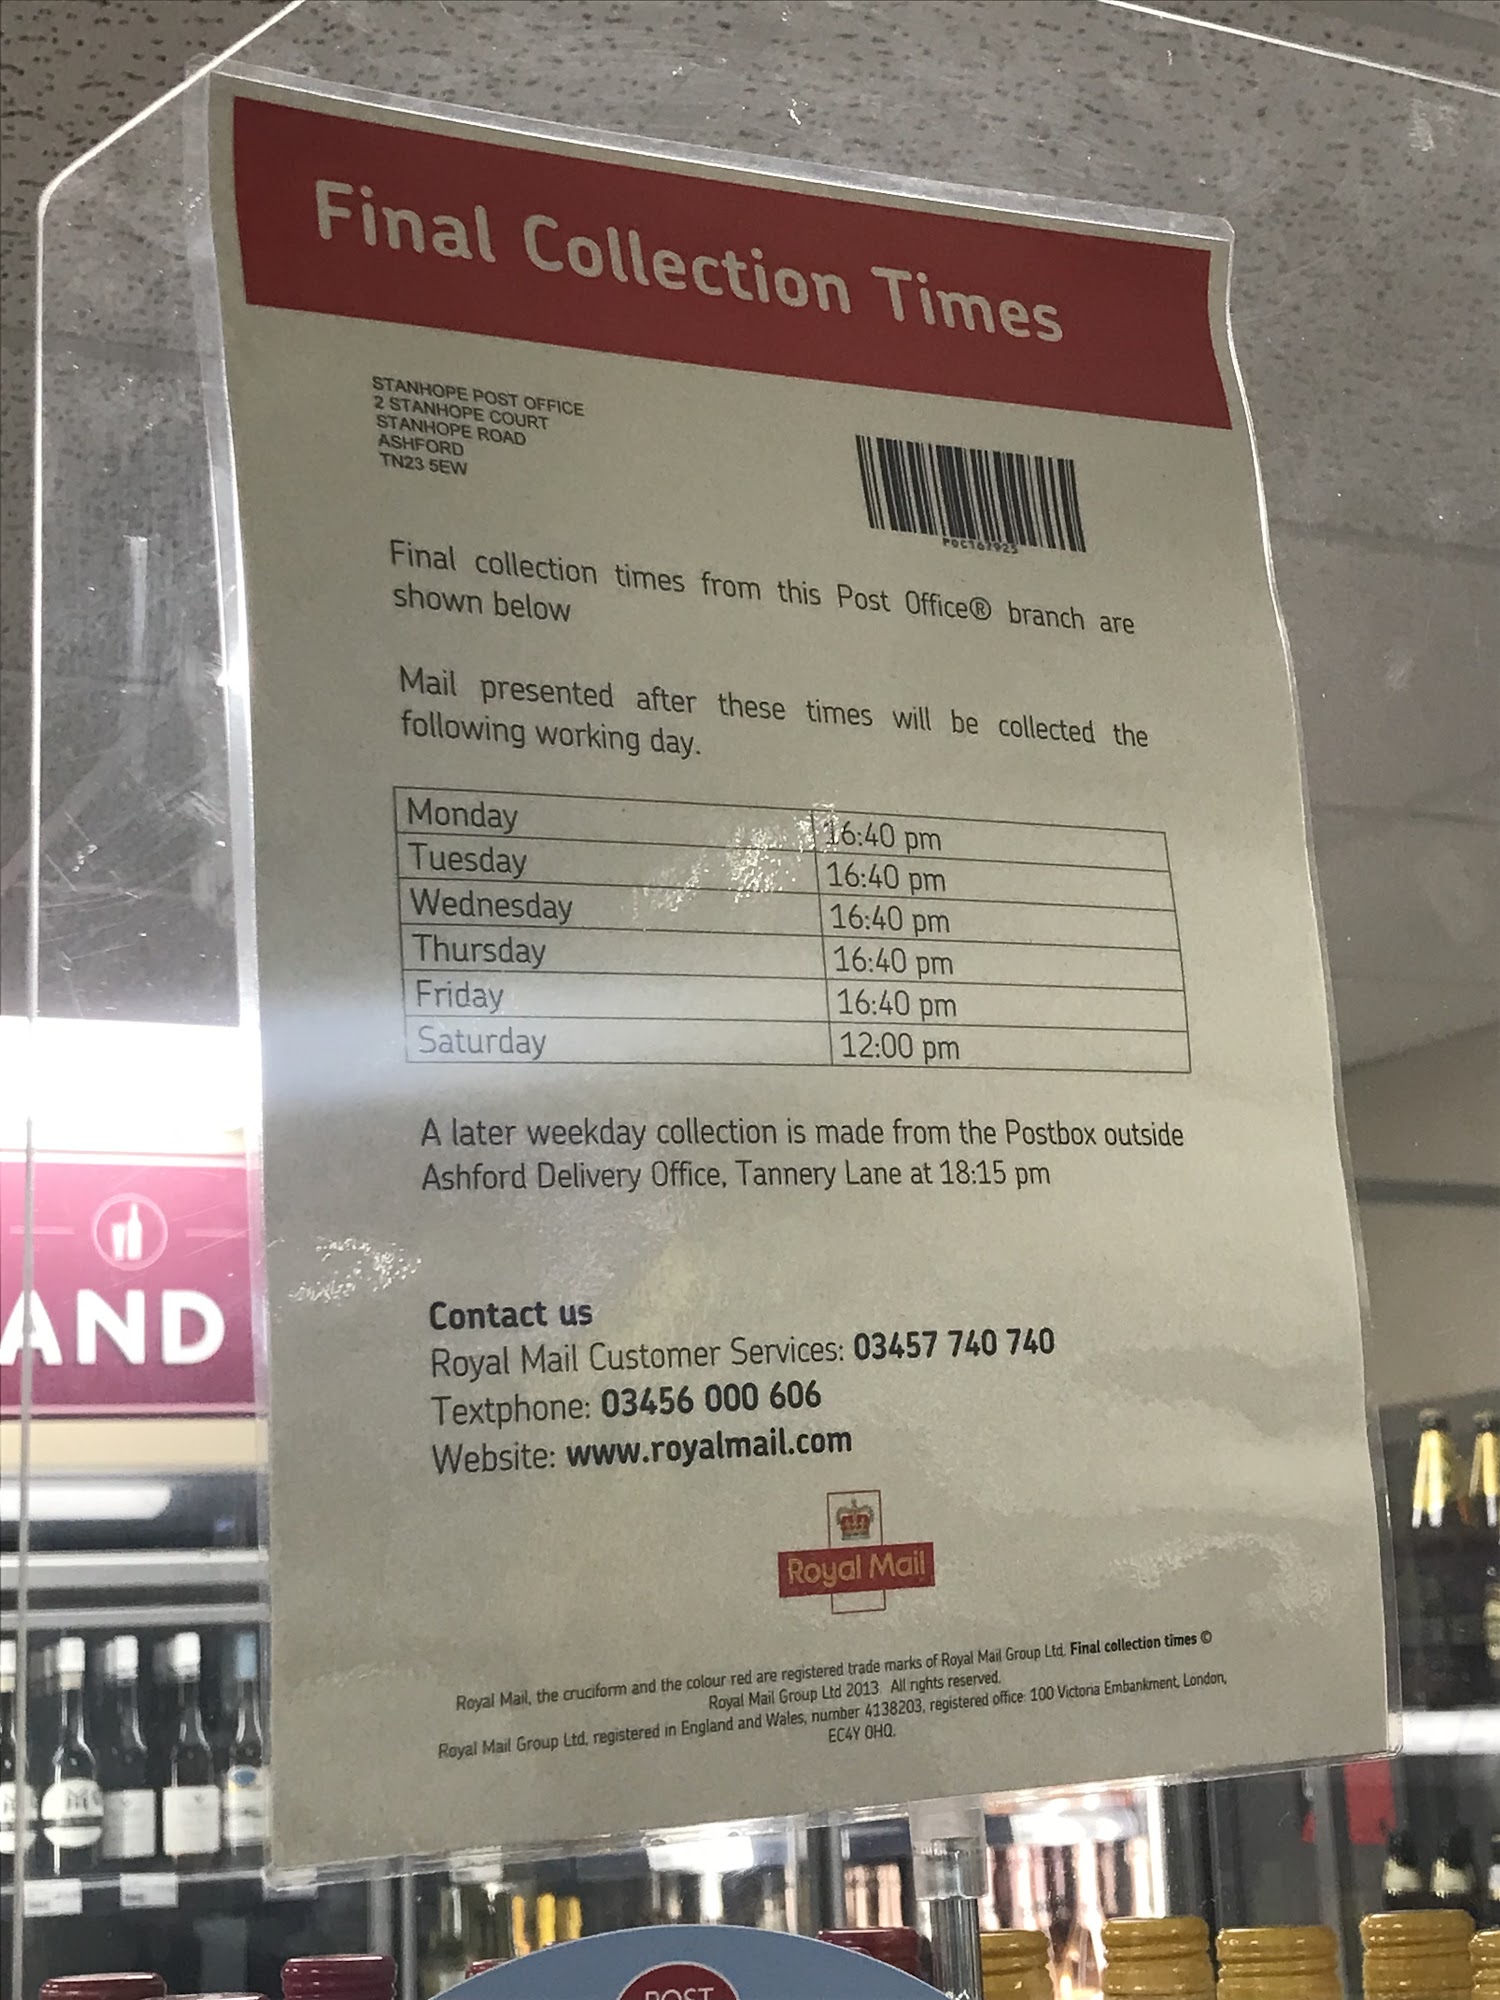 Final Collection Times
STANHOPE POST OFFICE
2 STANHOPE COURT
STANHOPE ROAD
ASHFORD
TN23 5EW
POC167925
Final collection times from this Post Office® branch are
shown below
Mail presented after these times will be collected the
following working day.
Monday 16:40 pm
Tuesday 16:40 pm
Wednesday 16:40 pm
Thursday 16:40 pm
Friday 16:40 pm
Saturday 12:00 pm
A later weekday collection is made from the Postbox outside
Ashford Delivery Office, Tannery Lane at 18:15 pm
Contact us
Royal Mail Customer Services: 03457 740 740
Textphone: 03456 000 606
Website: www.royalmail.com
Royal Mail
Royal Mail, the cruciform and the colour red are registered trade marks of Royal Mail Group Ltd. Final collection times ©
Royal Mail Group Ltd 2013. All rights reserved.
Royal Mail Group Ltd, registered in England and Wales, number 4138203, registered office: 100 Victoria Embankment, London,
EC4Y 0HQ.
AND
POST